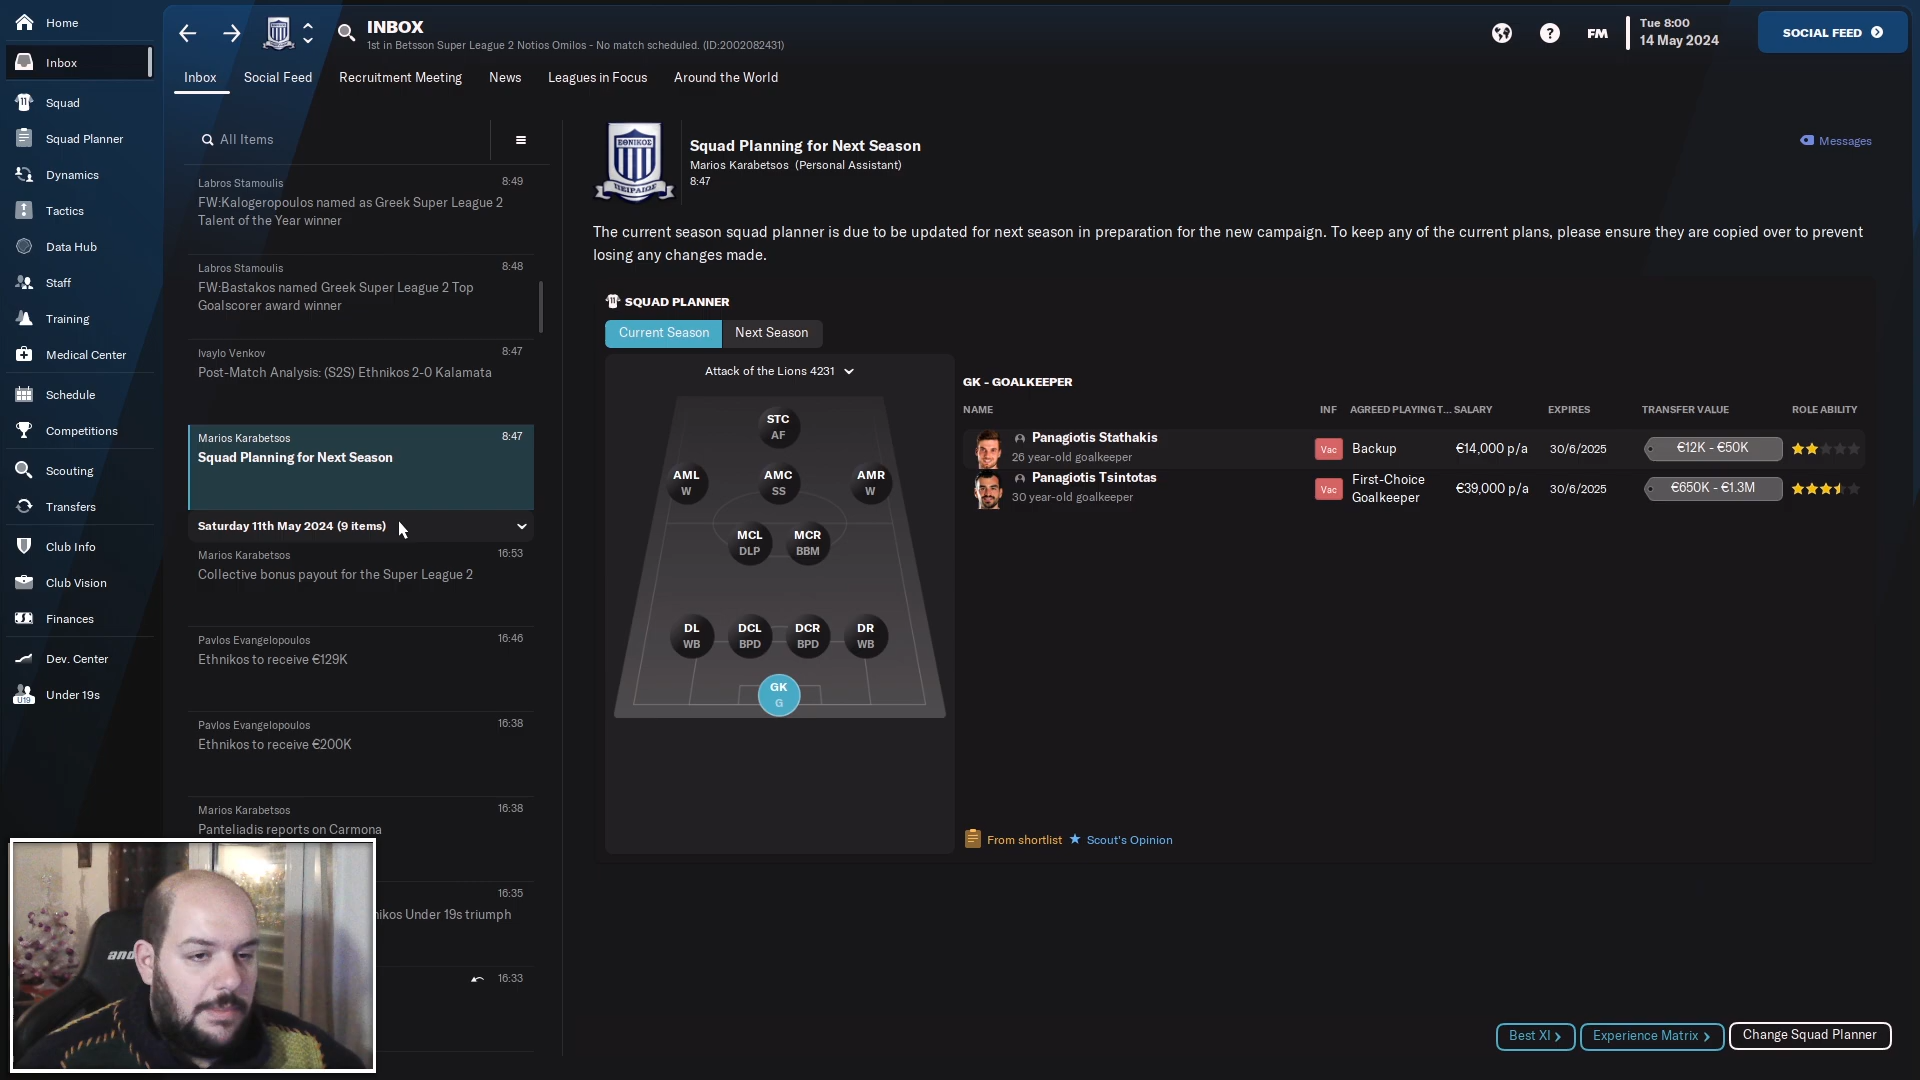 Home
Inbox
Squad
Squad Planner
Dynamics
Tactics
Data Hub
Staff
Training
Medical Center
Schedule
Competitions
Scouting
Transfers
Club Info
Club Vision
Finances
Dev. Center
U19
Under 19s
INBOX
1st in Betsson Super League 2 Notios Omilos - No match scheduled. (ID:2002082431)
FM
Tue 8:00
14 May 2024
SOCIAL FEED
Inbox
Social Feed
Recruitment Meeting
News
Leagues in Focus
Around the World
All Items
Labros Stamoulis
8:49
FW:Kalogeropoulos named as Greek Super League 2
Talent of the Year winner
Labros Stamoulis
8:48
FW:Bastakos named Greek Super League 2 Top
Goalscorer award winner
Ivaylo Venkov
8:47
Post-Match Analysis: (S2S) Ethnikos 2-0 Kalamata
Marios Karabetsos
8:47
Squad Planning for Next Season
Saturday 11th May 2024 (9 items)
Marios Karabetsos
16:53
Collective bonus payout for the Super League 2
Pavlos Evangelopoulos
16:46
Ethnikos to receive €129K
Pavlos Evangelopoulos
16:38
Ethnikos to receive €200K
Marios Karabetsos
16:38
Panteliadis reports on Carmona
16:35
nikos Under 19s triumph
16:33
and
ΕΘΝΙΚΟΣ
ΠΕΙΡΑΙΩΣ
Squad Planning for Next Season
Marios Karabetsos (Personal Assistant)
8:47
Messages
The current season squad planner is due to be updated for next season in preparation for the new campaign. To keep any of the current plans, please ensure they are copied over to prevent
losing any changes made.
SQUAD PLANNER
Current Season
Next Season
Attack of the Lions 4231
STC
AF
AML
W
AMC
SS
AMR
W
MCL
DLP
MCR
BBM
DL
WB
DCL
BPD
DCR
BPD
DR
WB
GK
G
GK - GOALKEEPER
NAME
INF
AGREED PLAYING T...
SALARY
EXPIRES
TRANSFER VALUE
ROLE ABILITY
Panagiotis Stathakis
26 year-old goalkeeper
Vac
Backup
€14,000 p/a
30/6/2025
€12K - €50K
Panagiotis Tsintotas
30 year-old goalkeeper
Vac
First-Choice
Goalkeeper
€39,000 p/a
30/6/2025
€650K - €1.3M
From shortlist
Scout's Opinion
Best XI
Experience Matrix
Change Squad Planner